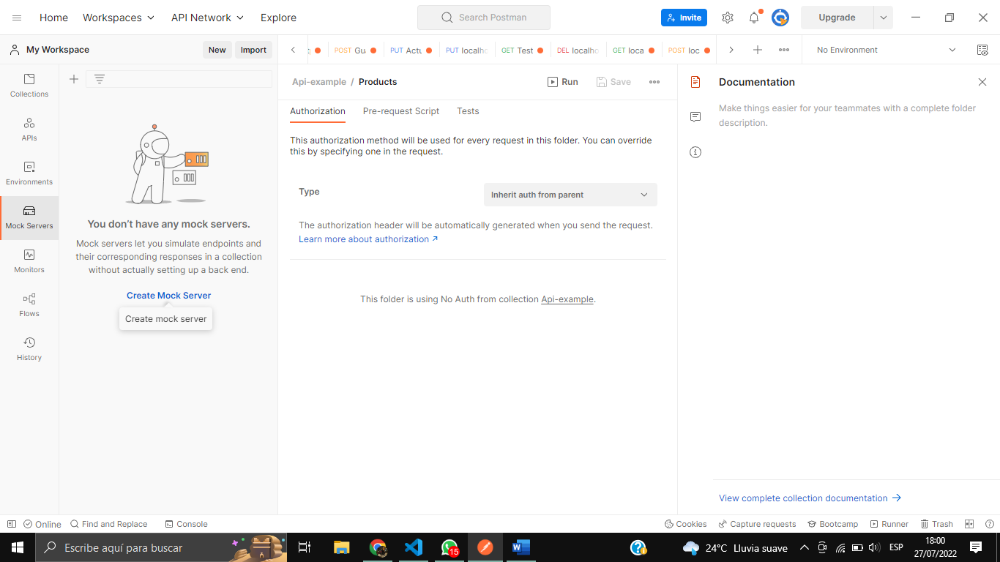 Home Workspaces API Network Explore
Search Postman
Invite
Upgrade
My Workspace
New Import
POST Gu
PUT Actu
PUT localho
GET Test
DEL localho
GET loca
POST loc
No Environment
Collections
APIs
Environments
Mock Servers
Monitors
Flows
History
You don’t have any mock servers.
Mock servers let you simulate endpoints and
their corresponding responses in a collection
without actually setting up a back end.
Create Mock Server
Create mock server
Api-example / Products
Run Save
Authorization Pre-request Script Tests
This authorization method will be used for every request in this folder. You can override
this by specifying one in the request.
Type Inherit auth from parent
The authorization header will be automatically generated when you send the request.
Learn more about authorization ↗
This folder is using No Auth from collection Api-example.
Documentation
Make things easier for your teammates with a complete folder
description.
View complete collection documentation →
Online Find and Replace Console
Cookies Capture requests Bootcamp Runner Trash
Escribe aquí para buscar
15
24°C Lluvia suave
ESP
18:00
27/07/2022